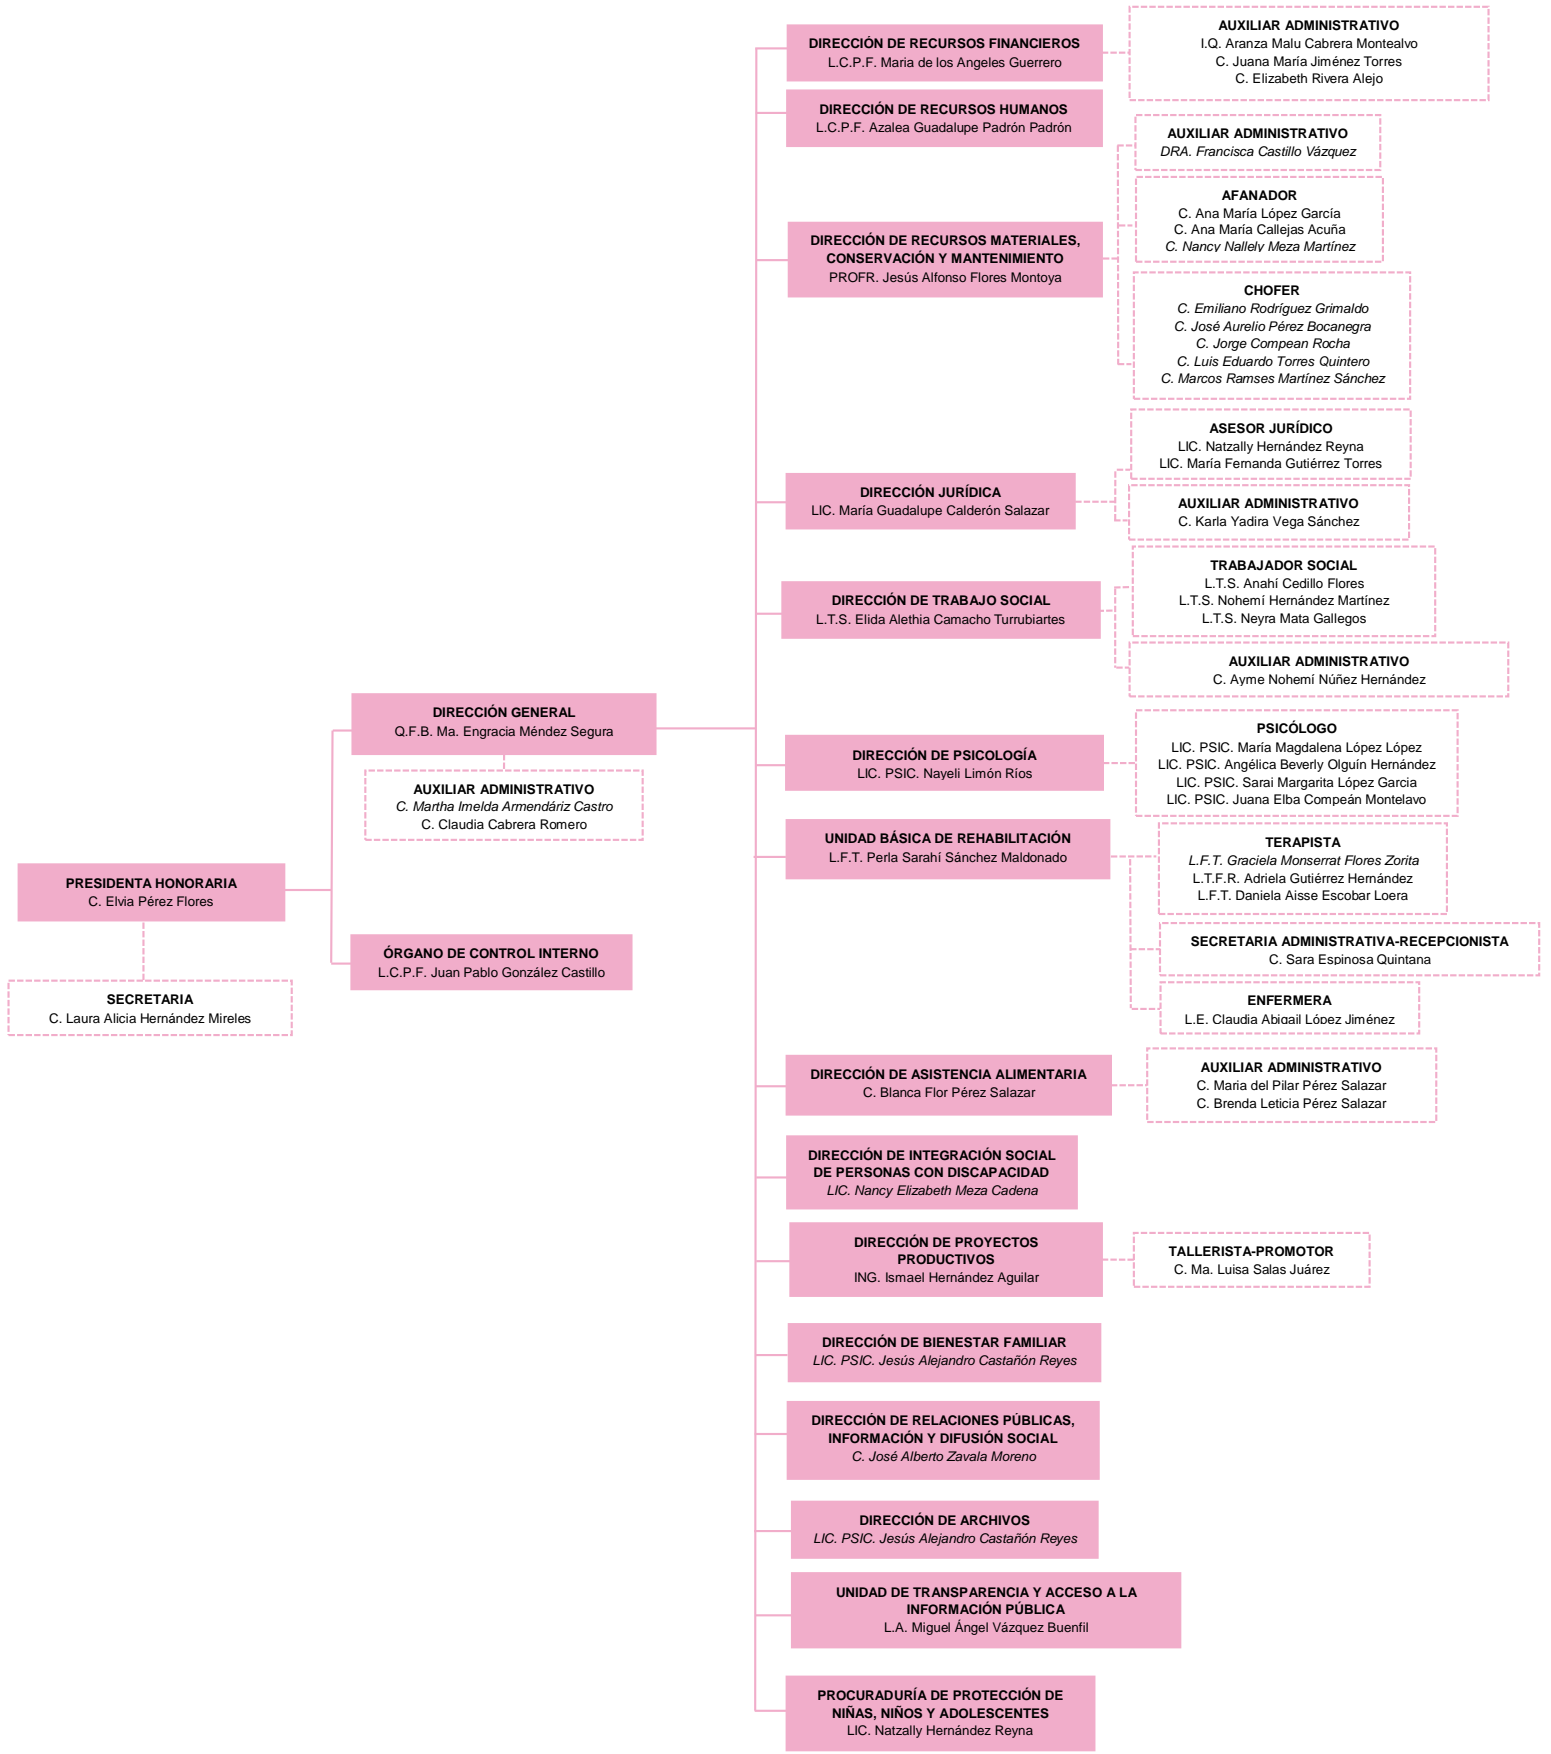 PRESIDENTA HONORARIA
C. Elvia Pérez Flores
SECRETARIA
C. Laura Alicia Hernández Mireles
DIRECCIÓN GENERAL
Q.F.B. Ma. Engracia Méndez Segura
AUXILIAR ADMINISTRATIVO
C. Martha Imelda Armendáriz Castro
C. Claudia Cabrera Romero
ÓRGANO DE CONTROL INTERNO
L.C.P.F. Juan Pablo González Castillo
DIRECCIÓN DE RECURSOS FINANCIEROS
L.C.P.F. Maria de los Angeles Guerrero
AUXILIAR ADMINISTRATIVO
I.Q. Aranza Malu Cabrera Montealvo
C. Juana María Jiménez Torres
C. Elizabeth Rivera Alejo
DIRECCIÓN DE RECURSOS HUMANOS
L.C.P.F. Azalea Guadalupe Padrón Padrón
DIRECCIÓN DE RECURSOS MATERIALES,
CONSERVACIÓN Y MANTENIMIENTO
PROFR. Jesús Alfonso Flores Montoya
AUXILIAR ADMINISTRATIVO
DRA. Francisca Castillo Vázquez
AFANADOR
C. Ana María López García
C. Ana María Callejas Acuña
C. Nancy Nallely Meza Martínez
CHOFER
C. Emiliano Rodríguez Grimaldo
C. José Aurelio Pérez Bocanegra
C. Jorge Compean Rocha
C. Luis Eduardo Torres Quintero
C. Marcos Ramses Martínez Sánchez
DIRECCIÓN JURÍDICA
LIC. María Guadalupe Calderón Salazar
ASESOR JURÍDICO
LIC. Natzally Hernández Reyna
LIC. María Fernanda Gutiérrez Torres
AUXILIAR ADMINISTRATIVO
C. Karla Yadira Vega Sánchez
DIRECCIÓN DE TRABAJO SOCIAL
L.T.S. Elida Alethia Camacho Turrubiartes
TRABAJADOR SOCIAL
L.T.S. Anahí Cedillo Flores
L.T.S. Nohemí Hernández Martínez
L.T.S. Neyra Mata Gallegos
AUXILIAR ADMINISTRATIVO
C. Ayme Nohemí Núñez Hernández
DIRECCIÓN DE PSICOLOGÍA
LIC. PSIC. Nayeli Limón Ríos
PSICÓLOGO
LIC. PSIC. María Magdalena López López
LIC. PSIC. Angélica Beverly Olguín Hernández
LIC. PSIC. Sarai Margarita López Garcia
LIC. PSIC. Juana Elba Compeán Montelavo
UNIDAD BÁSICA DE REHABILITACIÓN
L.F.T. Perla Sarahí Sánchez Maldonado
TERAPISTA
L.F.T. Graciela Monserrat Flores Zorita
L.T.F.R. Adriela Gutiérrez Hernández
L.F.T. Daniela Aisse Escobar Loera
SECRETARIA ADMINISTRATIVA-RECEPCIONISTA
C. Sara Espinosa Quintana
ENFERMERA
L.E. Claudia Abigail López Jiménez
DIRECCIÓN DE ASISTENCIA ALIMENTARIA
C. Blanca Flor Pérez Salazar
AUXILIAR ADMINISTRATIVO
C. Maria del Pilar Pérez Salazar
C. Brenda Leticia Pérez Salazar
DIRECCIÓN DE INTEGRACIÓN SOCIAL
DE PERSONAS CON DISCAPACIDAD
LIC. Nancy Elizabeth Meza Cadena
DIRECCIÓN DE PROYECTOS
PRODUCTIVOS
ING. Ismael Hernández Aguilar
TALLERISTA-PROMOTOR
C. Ma. Luisa Salas Juárez
DIRECCIÓN DE BIENESTAR FAMILIAR
LIC. PSIC. Jesús Alejandro Castañón Reyes
DIRECCIÓN DE RELACIONES PÚBLICAS,
INFORMACIÓN Y DIFUSIÓN SOCIAL
C. José Alberto Zavala Moreno
DIRECCIÓN DE ARCHIVOS
LIC. PSIC. Jesús Alejandro Castañón Reyes
UNIDAD DE TRANSPARENCIA Y ACCESO A LA
INFORMACIÓN PÚBLICA
L.A. Miguel Ángel Vázquez Buenfil
PROCURADURÍA DE PROTECCIÓN DE
NIÑAS, NIÑOS Y ADOLESCENTES
LIC. Natzally Hernández Reyna